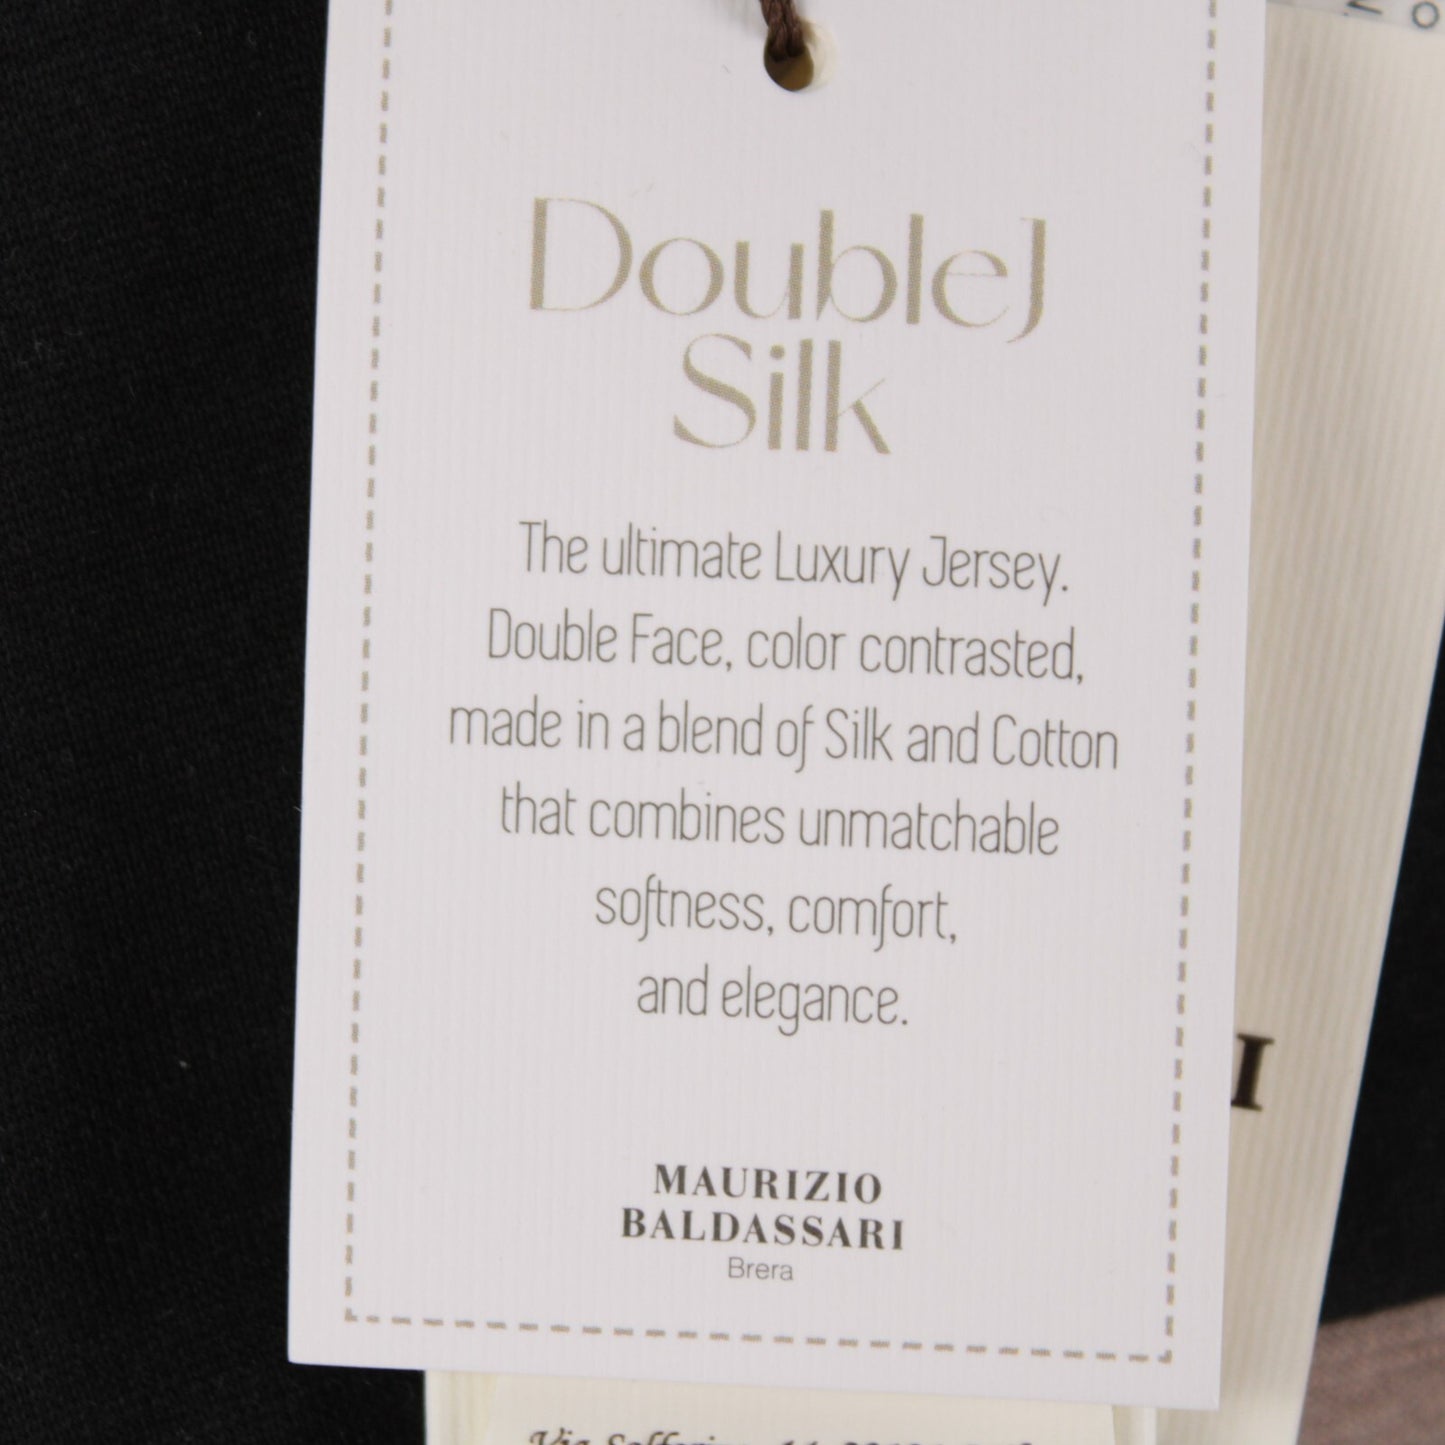 DoubleJ
Silk
The ultimate Luxury Jersey.
Double Face, color contrasted,
made in a blend of Silk and Cotton
that combines unmatchable
softness, comfort,
and elegance.
MAURIZIO
BALDASSARI
Brera
I